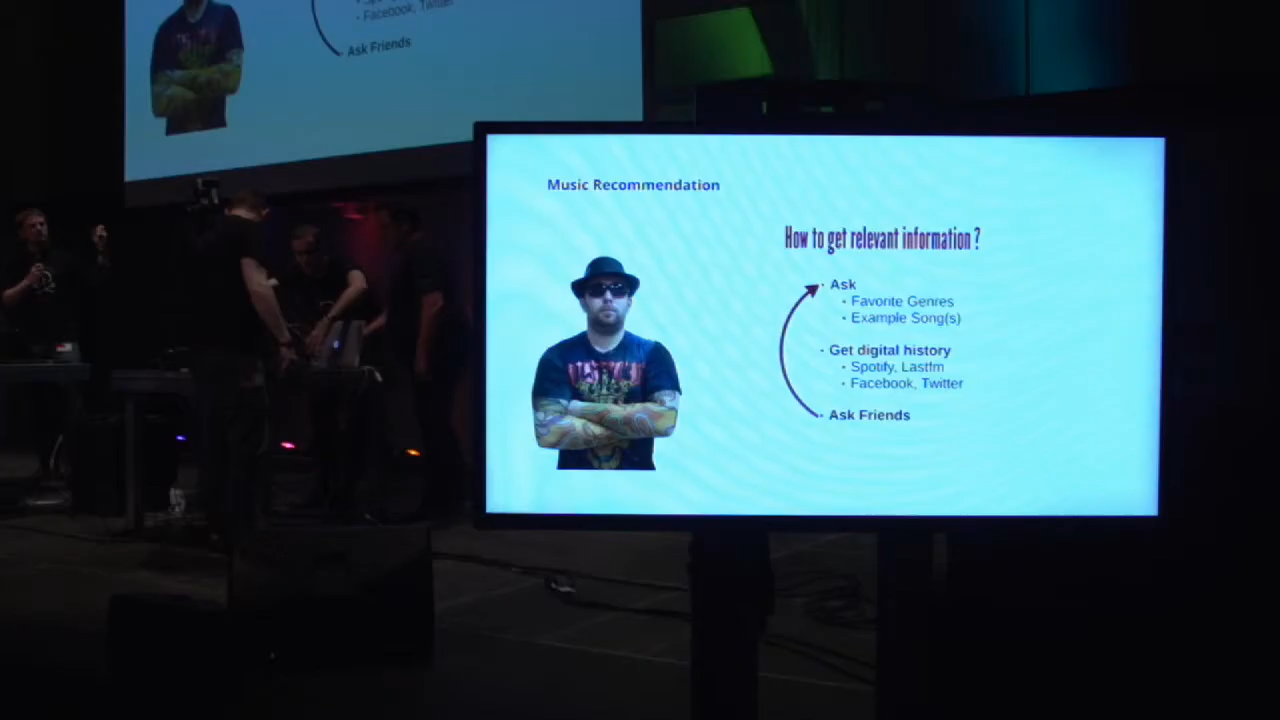 Facebook, Twitter
Ask Friends
Music Recommendation
How to get relevant information ?
Ask
Favorite Genres
Example Song(s)
Get digital history
Spotify, Lastfm
Facebook, Twitter
Ask Friends